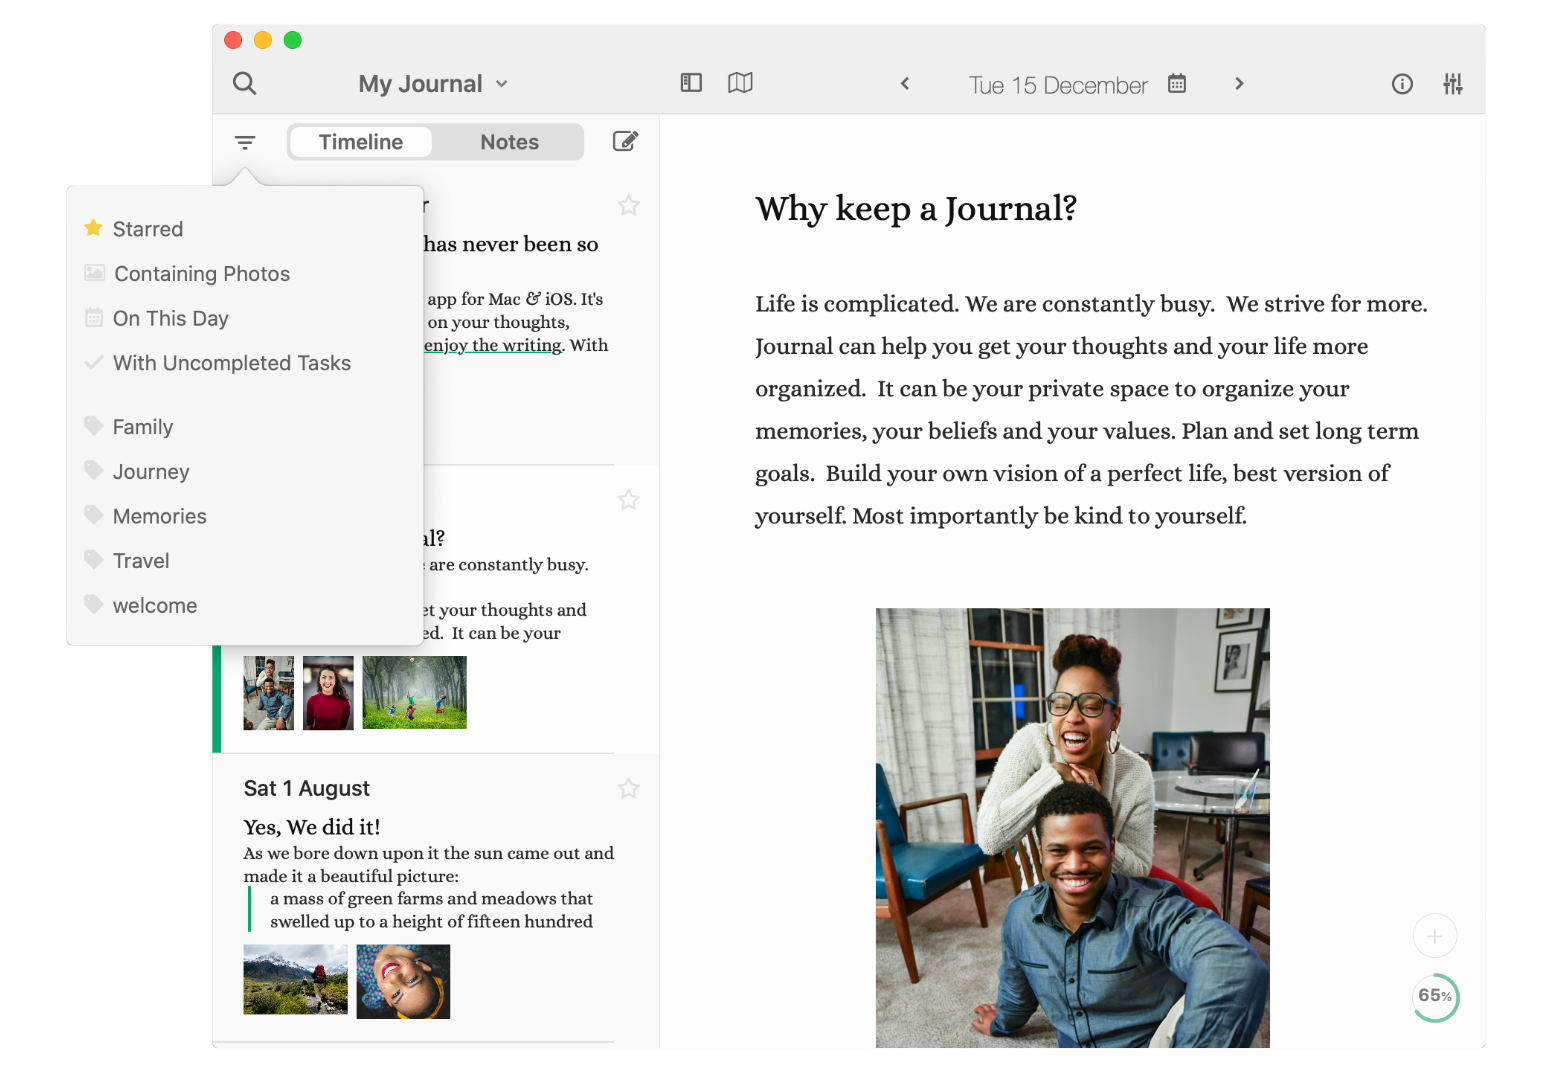 My Journal
Tue 15 December
Timeline
Notes
Starred
Containing Photos
On This Day
With Uncompleted Tasks
Family
Journey
Memories
Travel
welcome
has never been so
app for Mac & iOS. It's
on your thoughts,
enjoy the writing. With
are constantly busy.
your thoughts and
It can be your
Sat 1 August
Yes, We did it!
As we bore down upon it the sun came out and
made it a beautiful picture:
a mass of green farms and meadows that
swelled up to a height of fifteen hundred
Why keep a Journal?
Life is complicated. We are constantly busy.  We strive for more.
Journal can help you get your thoughts and your life more
organized.  It can be your private space to organize your
memories, your beliefs and your values. Plan and set long term
goals.  Build your own vision of a perfect life, best version of
yourself. Most importantly be kind to yourself.
65%